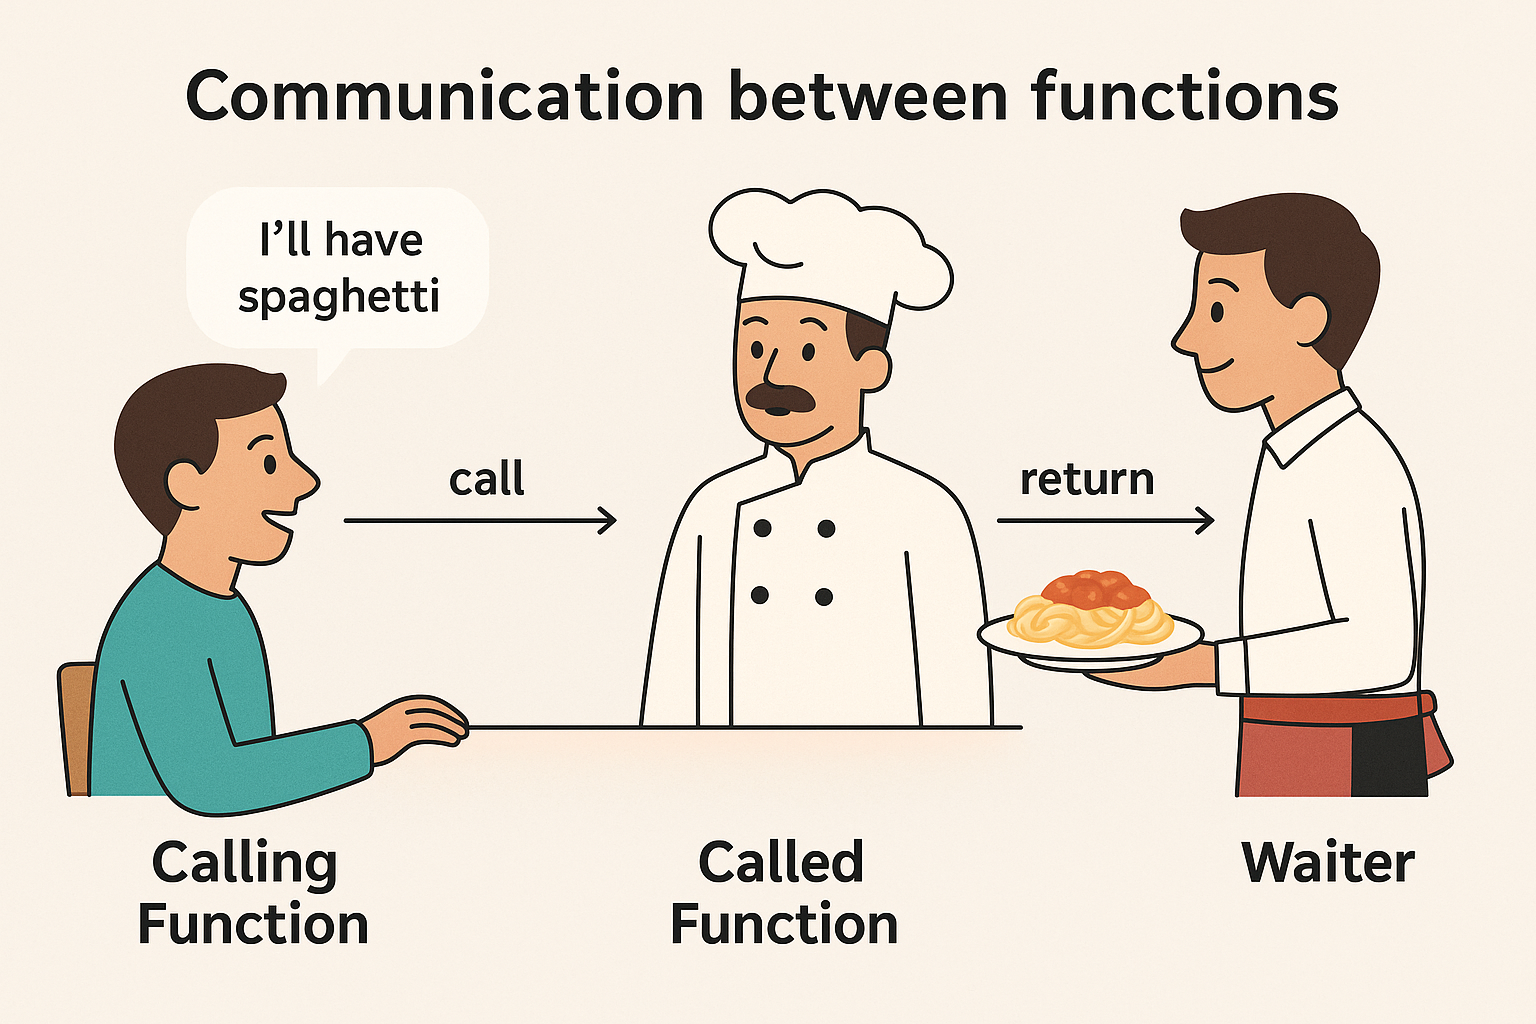 Communication between functions
I’ll have
spaghetti
call
return
Calling
Function
Called
Function
Waiter